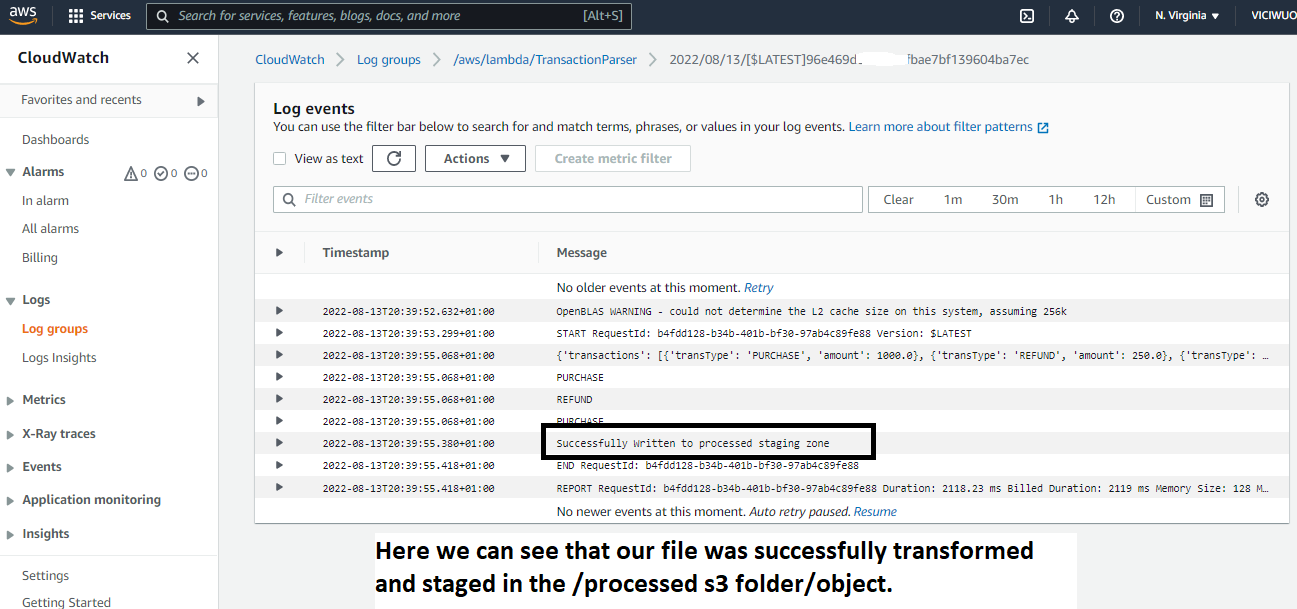 aws
Services
Search for services, features, blogs, docs, and more
[Alt+S]
N. Virginia
VICIWUO
CloudWatch
Favorites and recents
Dashboards
Alarms
0 0 0
In alarm
All alarms
Billing
Logs
Log groups
Logs Insights
Metrics
X-Ray traces
Events
Application monitoring
Insights
Settings
Getting Started
CloudWatch
Log groups
/aws/lambda/TransactionParser
2022/08/13/[$LATEST]96e469d fbae7bf139604ba7ec
Log events
You can use the filter bar below to search for and match terms, phrases, or values in your log events. Learn more about filter patterns
View as text
Actions
Create metric filter
Filter events
Clear 1m 30m 1h 12h Custom
Timestamp Message
No older events at this moment. Retry
2022-08-13T20:39:52.632+01:00 OpenBLAS WARNING - could not determine the L2 cache size on this system, assuming 256k
2022-08-13T20:39:53.299+01:00 START RequestId: b4fdd128-b34b-401b-bf30-97ab4c89fe88 Version: $LATEST
2022-08-13T20:39:55.068+01:00 {'transactions': [{'transType': 'PURCHASE', 'amount': 1000.0}, {'transType': 'REFUND', 'amount': 250.0}, {'transType': …
2022-08-13T20:39:55.068+01:00 PURCHASE
2022-08-13T20:39:55.068+01:00 REFUND
2022-08-13T20:39:55.068+01:00 PURCHASE
2022-08-13T20:39:55.380+01:00 Successfully Written to processed staging zone
2022-08-13T20:39:55.418+01:00 END RequestId: b4fdd128-b34b-401b-bf30-97ab4c89fe88
2022-08-13T20:39:55.418+01:00 REPORT RequestId: b4fdd128-b34b-401b-bf30-97ab4c89fe88 Duration: 2118.23 ms Billed Duration: 2119 ms Memory Size: 128 M…
No newer events at this moment. Auto retry paused. Resume
Here we can see that our file was successfully transformed
and staged in the /processed s3 folder/object.